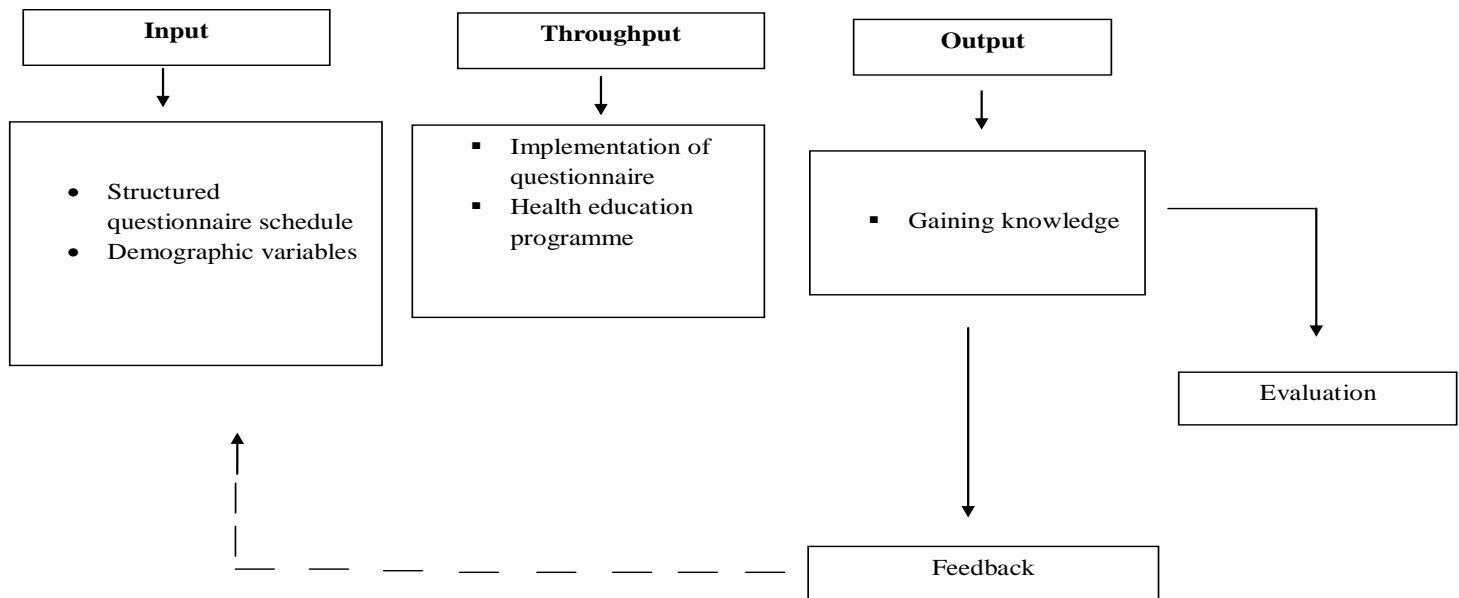 Input
Throughput
Output
• Structured
questionnaire schedule
• Demographic variables
▪ Implementation of
questionnaire
▪ Health education
programme
▪ Gaining knowledge
Evaluation
Feedback